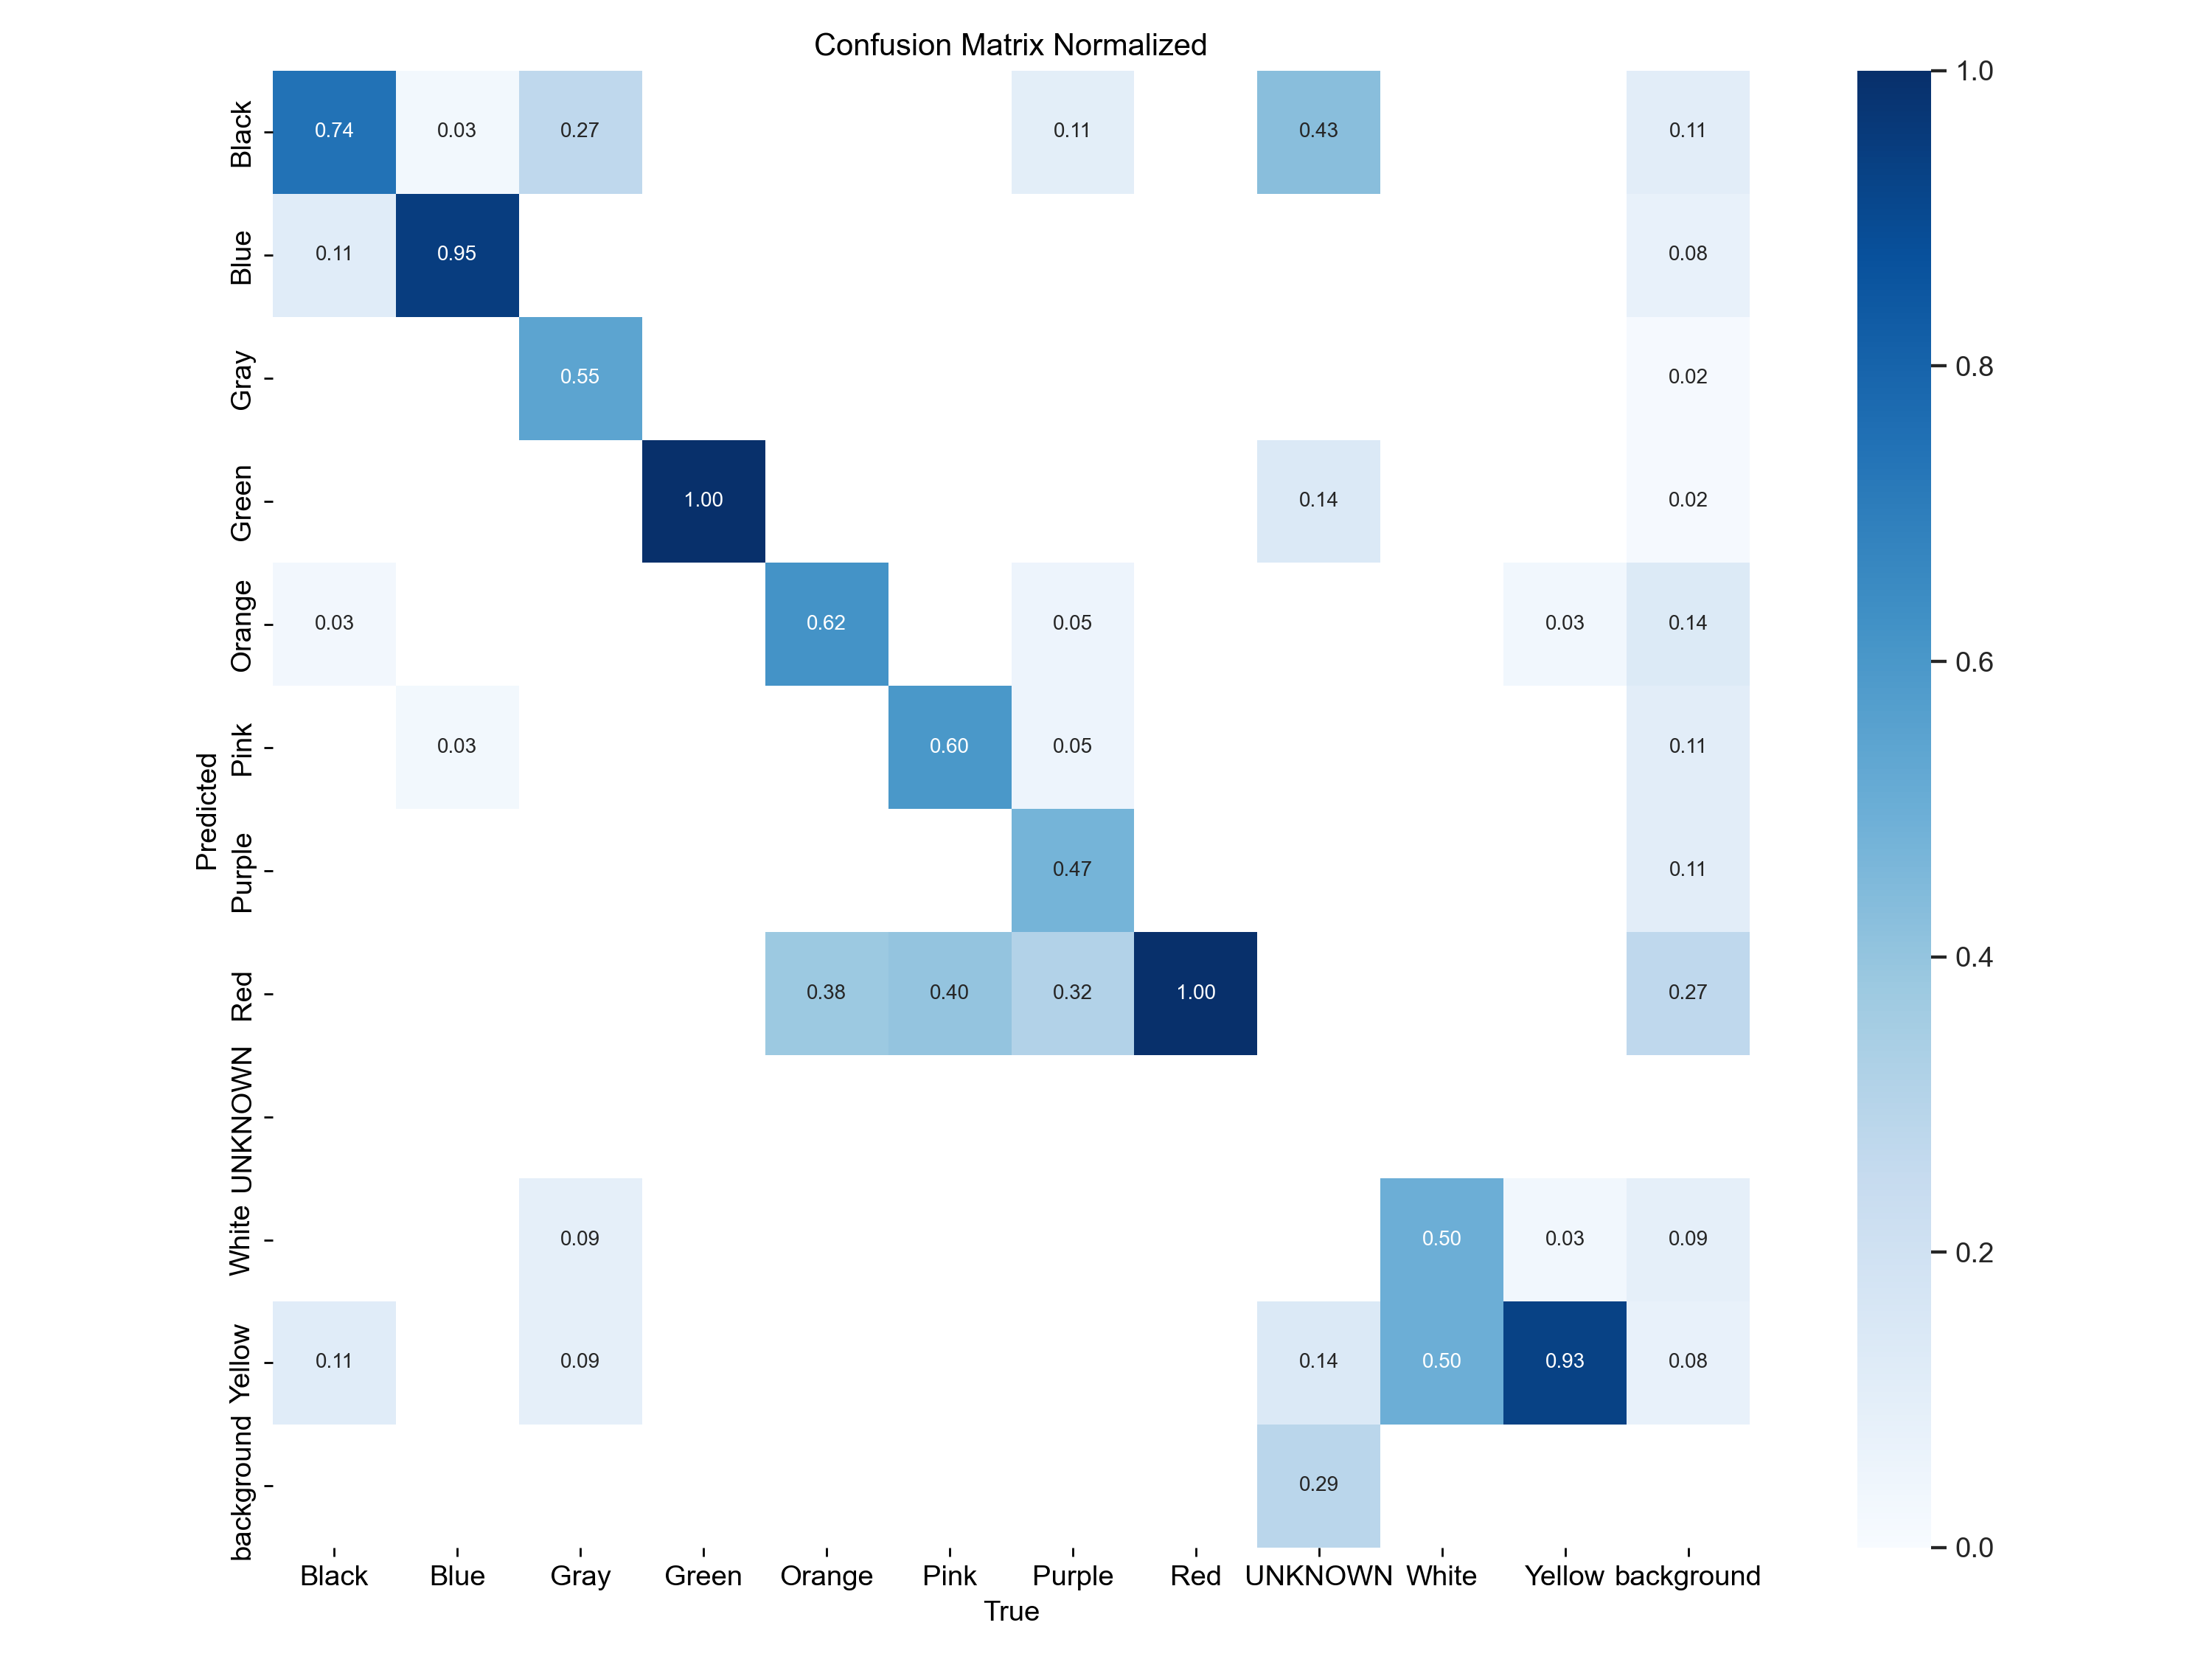 Confusion Matrix Normalized
Black 0.74 0.03 0.27 0.11 0.43 0.11
Blue 0.11 0.95 0.08
Gray 0.55 0.02
Green 1.00 0.14 0.02
Orange 0.03 0.62 0.05 0.03 0.14
Pink 0.03 0.60 0.05 0.11
Purple 0.47 0.11
Red 0.38 0.40 0.32 1.00 0.27
UNKNOWN
White 0.09 0.50 0.03 0.09
Yellow 0.11 0.09 0.14 0.50 0.93 0.08
background 0.29
Predicted
Black Blue Gray Green Orange Pink Purple Red UNKNOWN White Yellow background
True
1.0
0.8
0.6
0.4
0.2
0.0